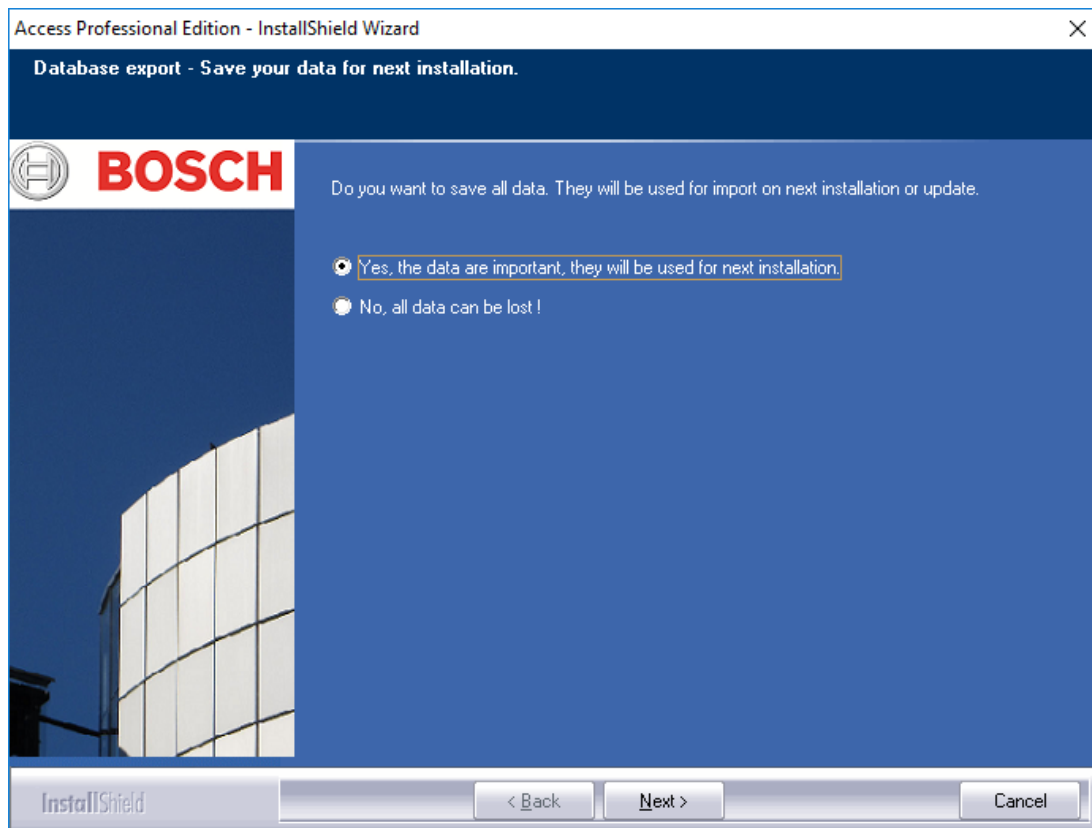 Access Professional Edition - InstallShield Wizard
Database export - Save your data for next installation.
BOSCH
Do you want to save all data. They will be used for import on next installation or update.
Yes, the data are important, they will be used for next installation.
No, all data can be lost !
InstallShield
< Back
Next >
Cancel